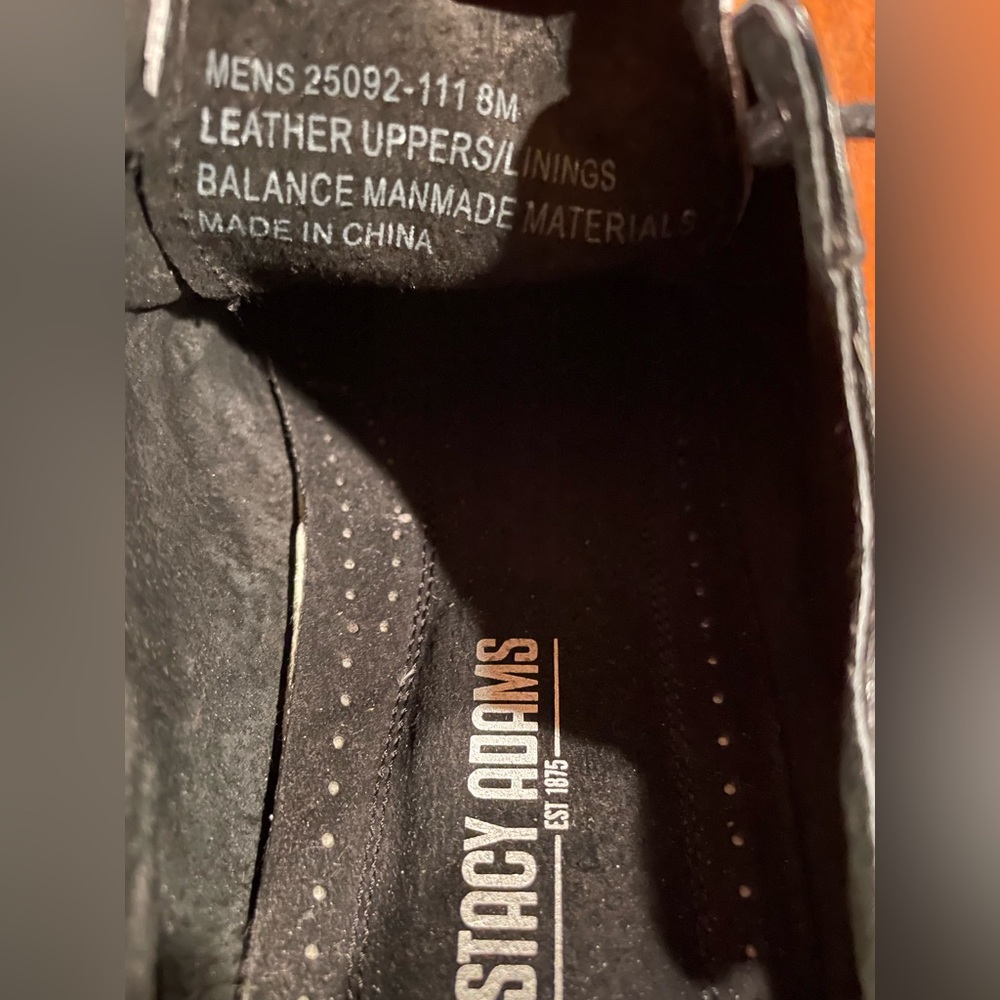 MENS 25092-111 8M
LEATHER UPPERS/LININGS
BALANCE MANMADE MATERIALS
MADE IN CHINA
STACY ADAMS
EST 1875